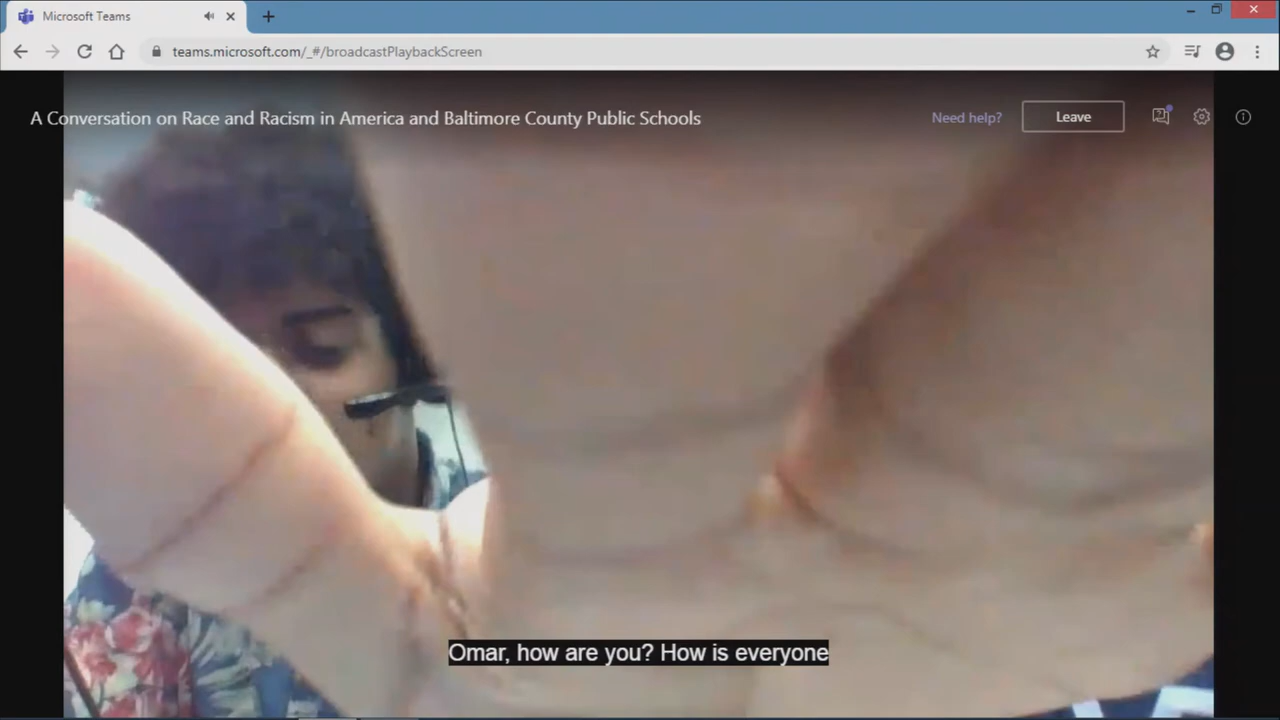 Microsoft Teams
teams.microsoft.com/_#/broadcastPlaybackScreen
A Conversation on Race and Racism in America and Baltimore County Public Schools
Need help?
Leave
Omar, how are you? How is everyone